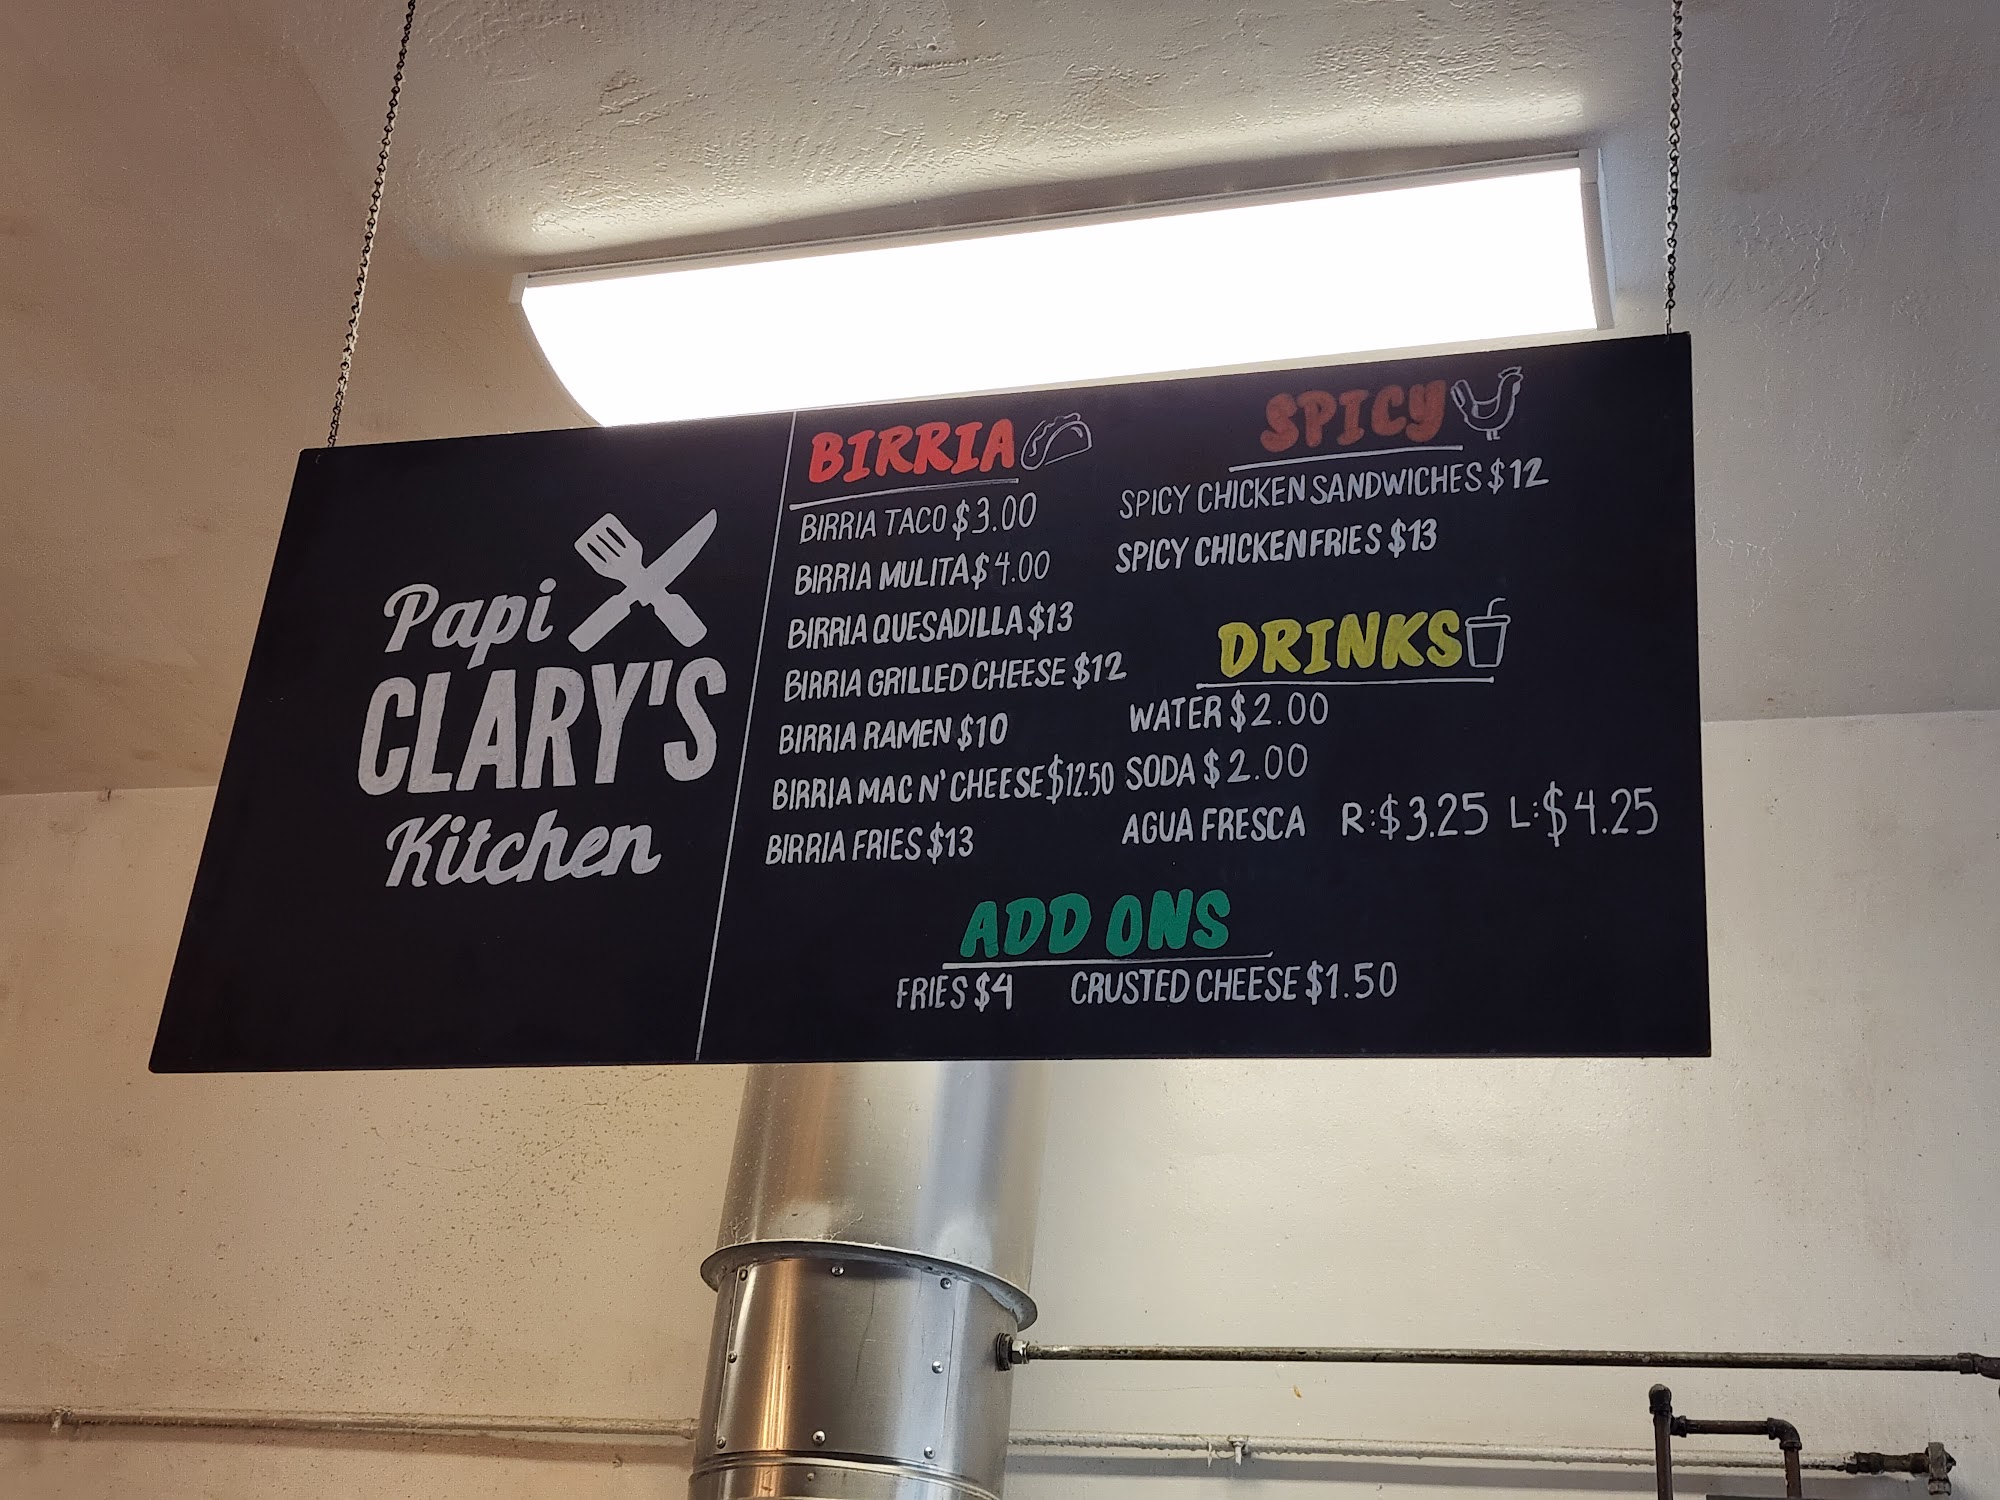 Papi
CLARY'S
Kitchen
BIRRIA
BIRRIA TACO $3.00
BIRRIA MULITA $4.00
BIRRIA QUESADILLA $13
BIRRIA GRILLED CHEESE $12
BIRRIA RAMEN $10
BIRRIA MAC N' CHEESE $12.50
BIRRIA FRIES $13
SPICY
SPICY CHICKEN SANDWICHES $12
SPICY CHICKEN FRIES $13
DRINKS
WATER $2.00
SODA $2.00
AGUA FRESCA R:$3.25 L:$4.25
ADD ONS
FRIES $4 CRUSTED CHEESE $1.50